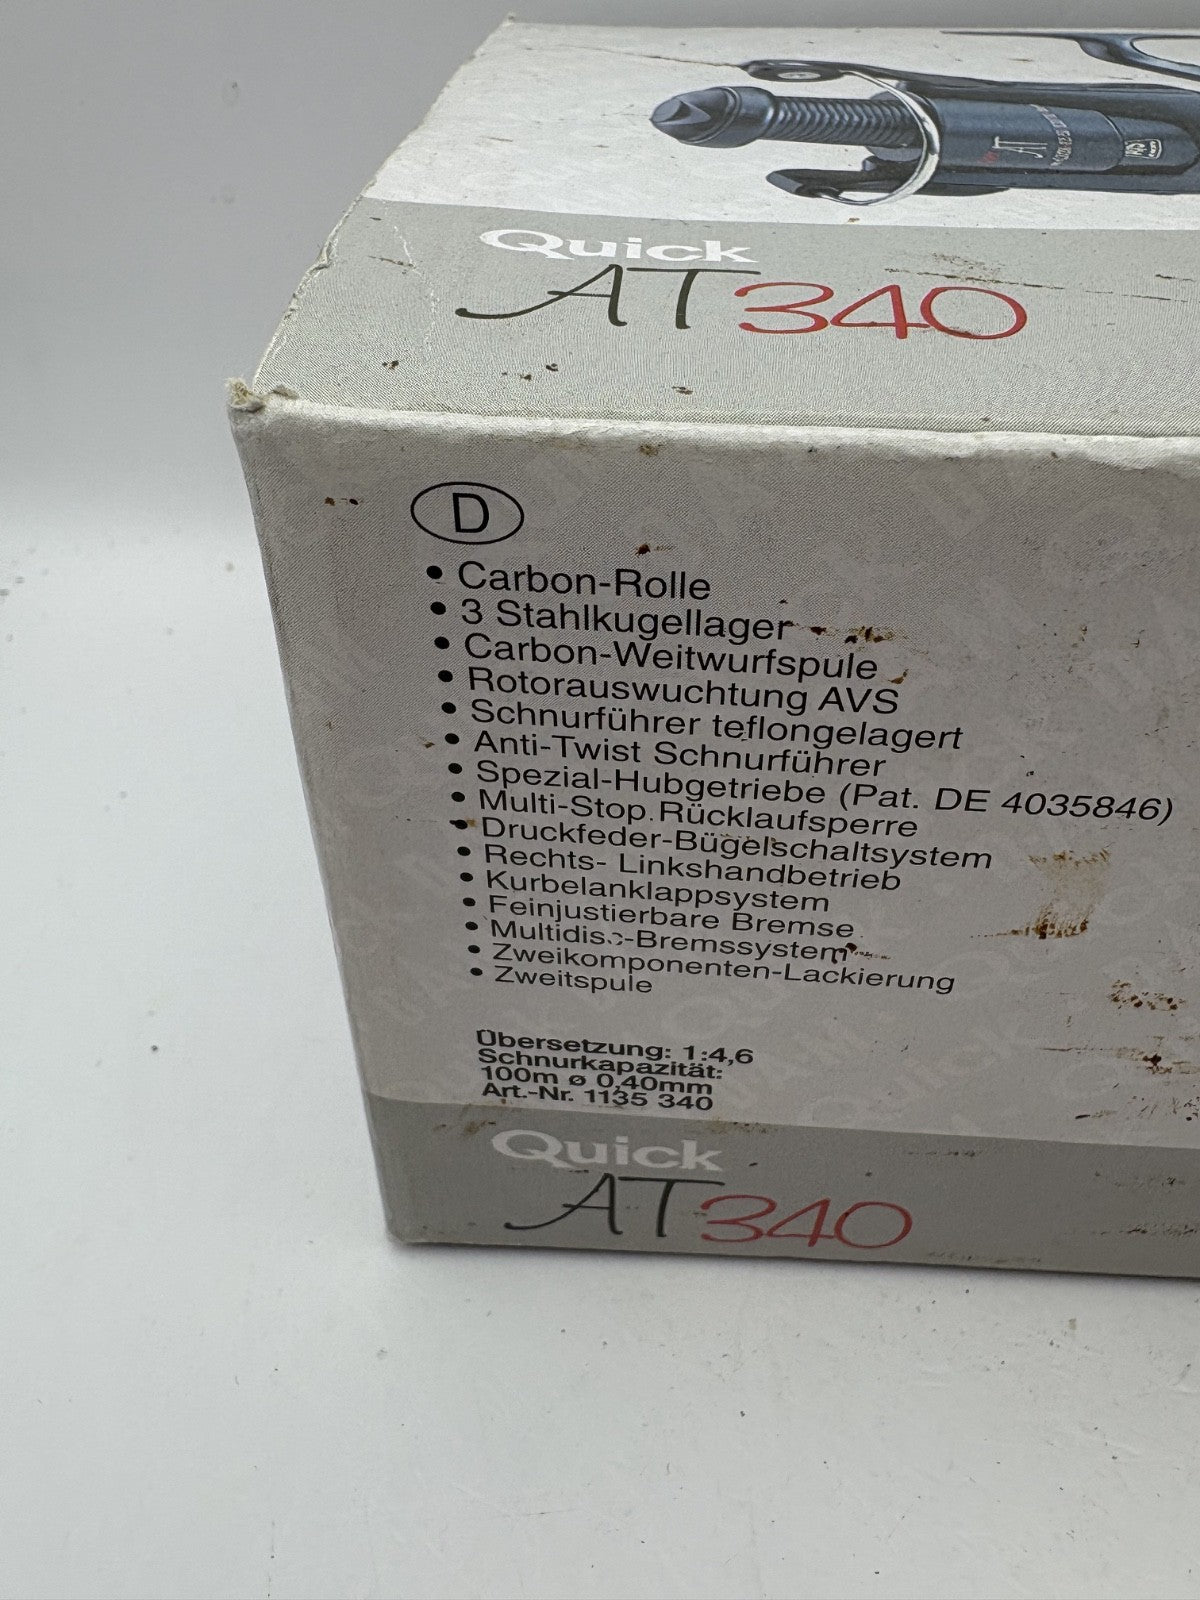 AT
Quick
AT340
D
• Carbon-Rolle
• 3 Stahlkugellager
• Carbon-Weitwurfspule
• Rotorauswuchtung AVS
• Schnurführer teflongelagert
• Anti-Twist Schnurführer
• Spezial-Hubgetriebe (Pat. DE 4035846)
• Multi-Stop Rücklaufsperre
• Druckfeder-Bügelschaltsystem
• Rechts- Linkshandbetrieb
• Kurbelanklappsystem
• Feinjustierbare Bremse
• Multidisc-Bremssystem
• Zweikomponenten-Lackierung
• Zweitspule
Übersetzung: 1:4,6
Schnurkapazität:
100m ø 0,40mm
Art.-Nr. 1135 340
Quick
AT340